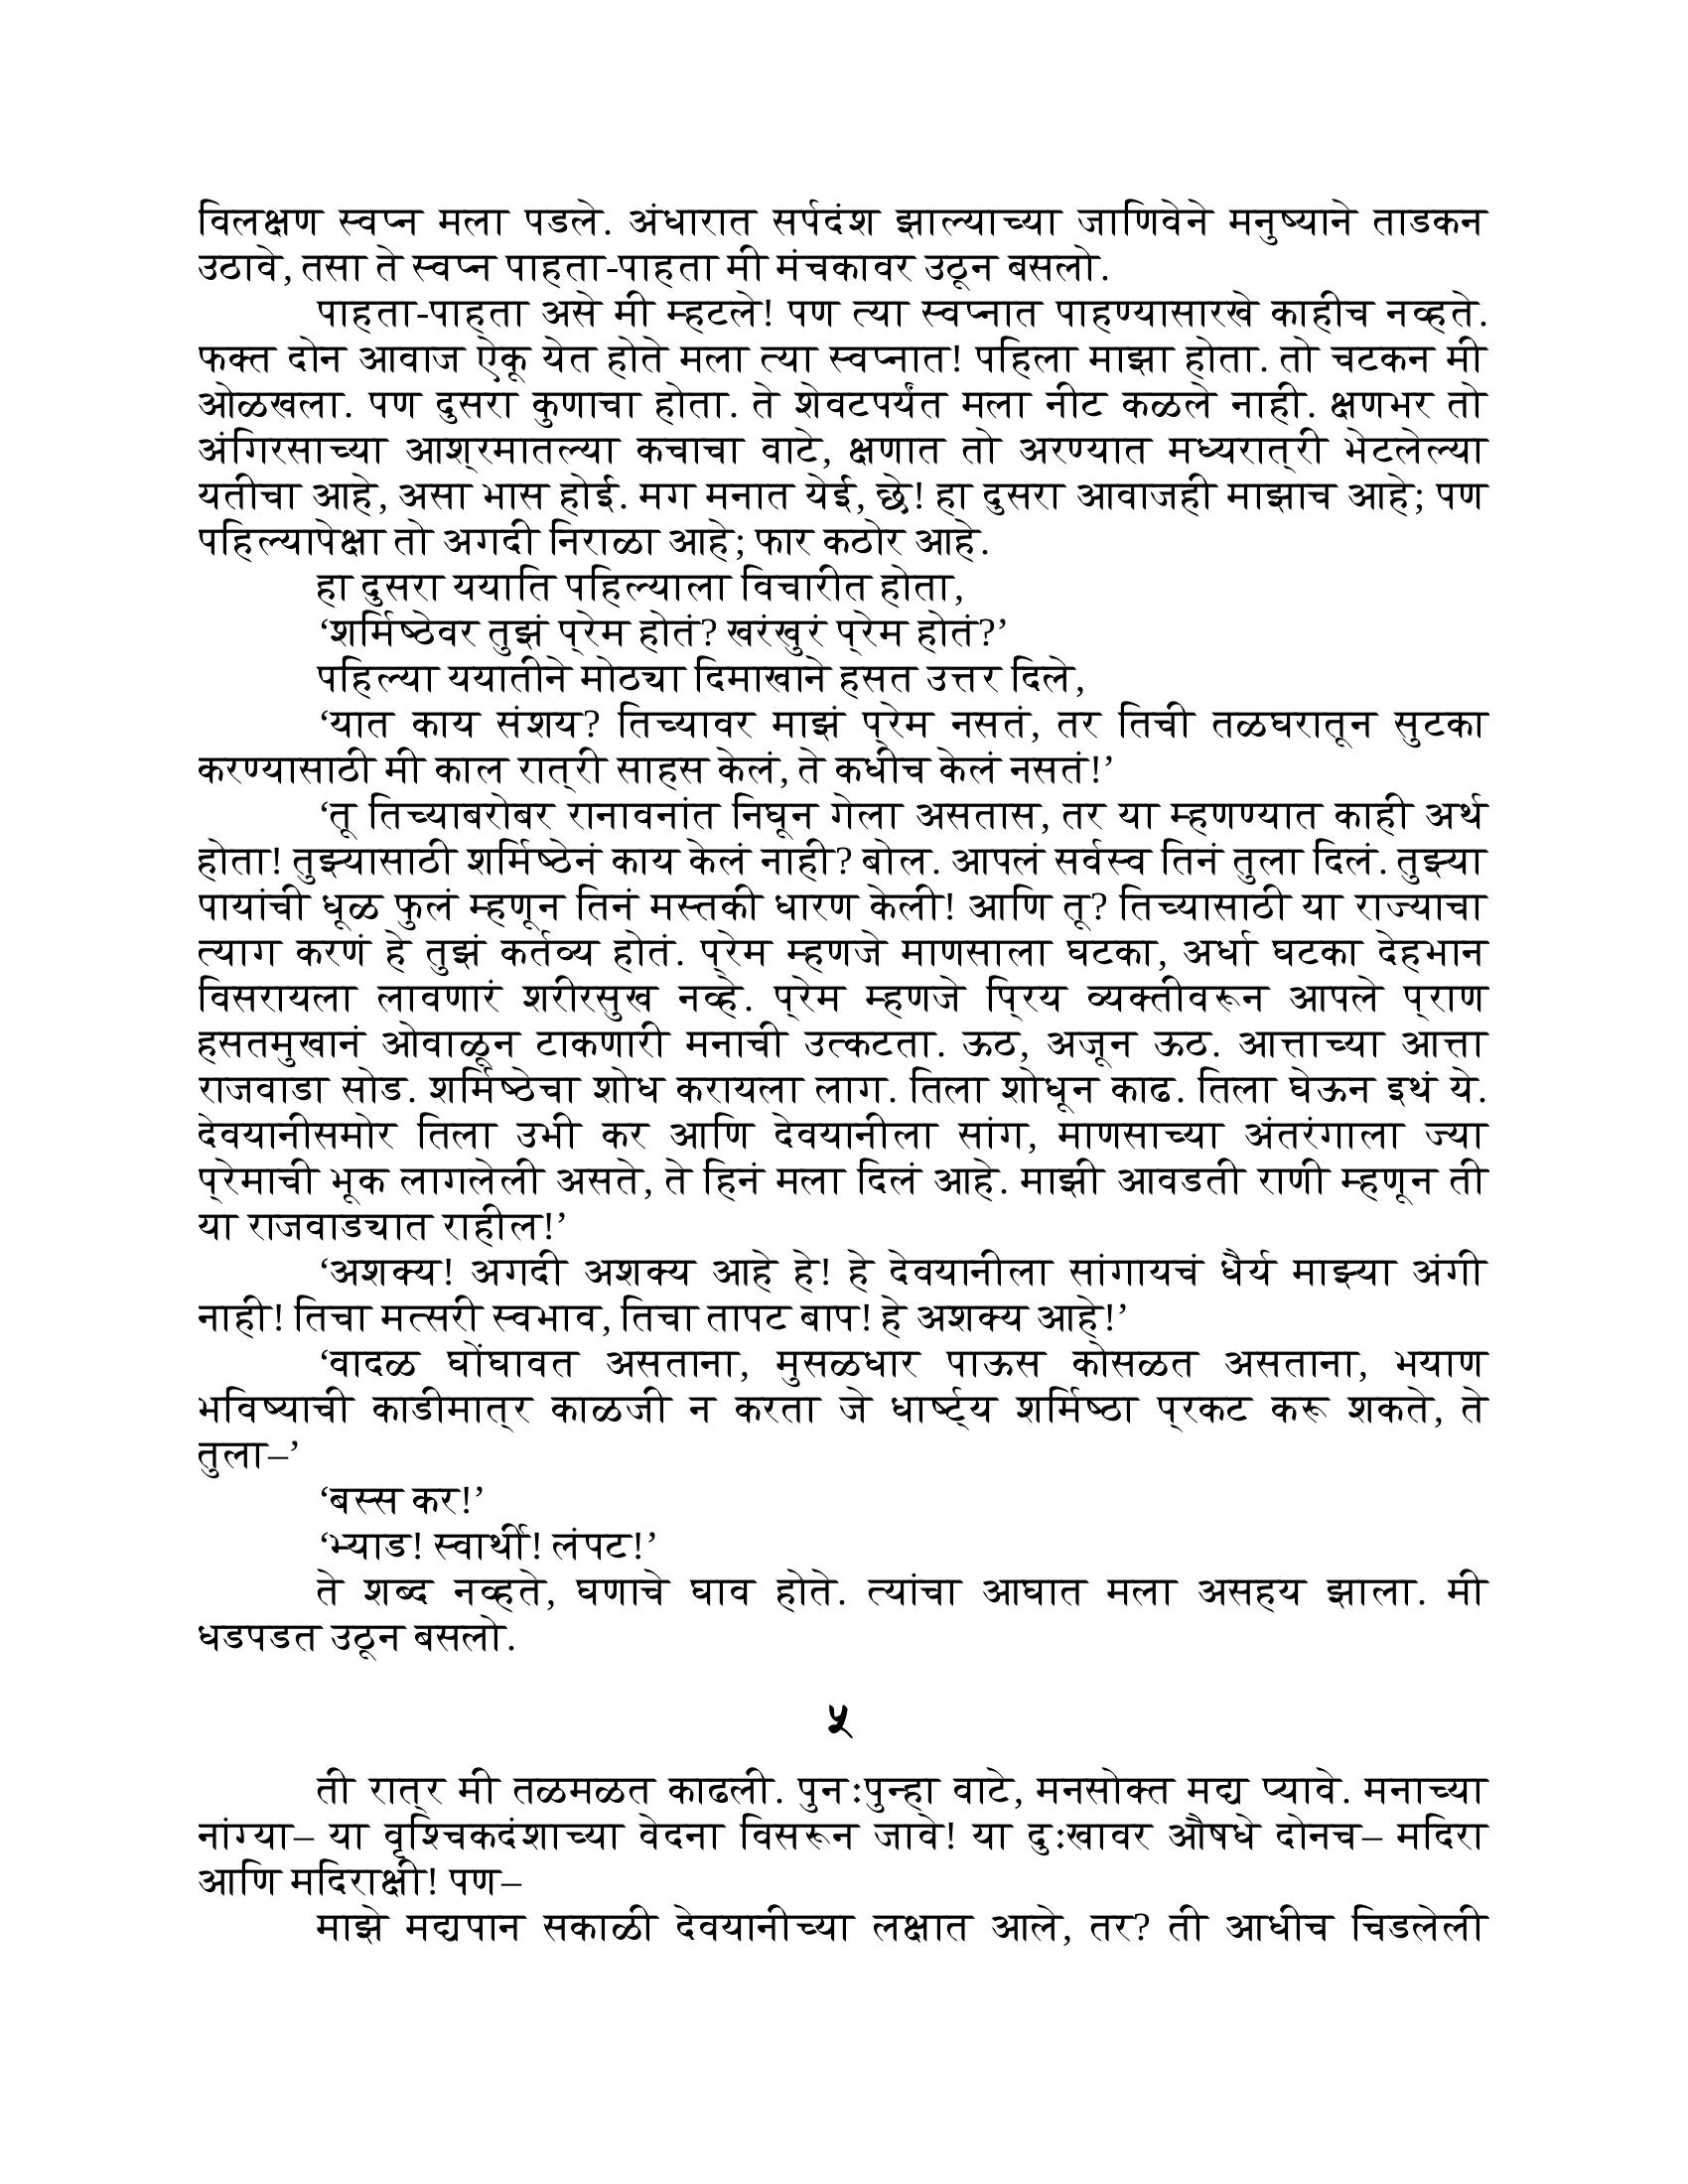 विलक्षण स्वप्न मला पडले. अंधारात सर्पदंश झाल्याच्या जाणिवेने मनुष्याने ताडकन
उठावे, तसा ते स्वप्न पाहता-पाहता मी मंचकावर उठून बसलो.
पाहता-पाहता असे मी म्हटले! पण त्या स्वप्नात पाहण्यासारखे काहीच नव्हते.
फक्त दोन आवाज ऐकू येत होते मला त्या स्वप्नात! पहिला माझा होता. तो चटकन मी
ओळखला. पण दुसरा कुणाचा होता. ते शेवटपर्यंत मला नीट कळले नाही. क्षणभर तो
अंगिरसाच्या आश्रमातल्या कचाचा वाटे, क्षणात तो अरण्यात मध्यरात्री भेटलेल्या
यतीचा आहे, असा भास होई. मग मनात येई, छे! हा दुसरा आवाजही माझाच आहे; पण
पहिल्यापेक्षा तो अगदी निराळा आहे; फार कठोर आहे.
हा दुसरा ययाति पहिल्याला विचारीत होता,
‘शर्मिष्ठेवर तुझं प्रेम होतं? खरंखुरं प्रेम होतं?’
पहिल्या ययातीने मोठ्या दिमाखाने हसत उत्तर दिले,
‘यात काय संशय? तिच्यावर माझं प्रेम नसतं, तर तिची तळघरातून सुटका
करण्यासाठी मी काल रात्री साहस केलं, ते कधीच केलं नसतं!’
‘तू तिच्याबरोबर रानावनांत निघून गेला असतास, तर या म्हणण्यात काही अर्थ
होता! तुझ्यासाठी शर्मिष्ठेनं काय केलं नाही? बोल. आपलं सर्वस्व तिनं तुला दिलं. तुझ्या
पायांची धूळ फुलं म्हणून तिनं मस्तकी धारण केली! आणि तू? तिच्यासाठी या राज्याचा
त्याग करणं हे तुझं कर्तव्य होतं. प्रेम म्हणजे माणसाला घटका, अर्धा घटका देहभान
विसरायला लावणारं शरीरसुख नव्हे. प्रेम म्हणजे प्रिय व्यक्तीवरून आपले प्राण
हसतमुखानं ओवाळून टाकणारी मनाची उत्कटता. ऊठ, अजून ऊठ. आत्ताच्या आत्ता
राजवाडा सोड. शर्मिष्ठेचा शोध करायला लाग. तिला शोधून काढ. तिला घेऊन इथं ये.
देवयानीसमोर तिला उभी कर आणि देवयानीला सांग, माणसाच्या अंतरंगाला ज्या
प्रेमाची भूक लागलेली असते, ते हिनं मला दिलं आहे. माझी आवडती राणी म्हणून ती
या राजवाड्यात राहील!’
‘अशक्य! अगदी अशक्य आहे हे! हे देवयानीला सांगायचं धैर्य माझ्या अंगी
नाही! तिचा मत्सरी स्वभाव, तिचा तापट बाप! हे अशक्य आहे!’
‘वादळ घोंघावत असताना, मुसळधार पाऊस कोसळत असताना, भयाण
भविष्याची काडीमात्र काळजी न करता जे धार्ष्ट्य शर्मिष्ठा प्रकट करू शकते, ते
तुला–’
‘बस्स कर!’
‘भ्याड! स्वार्थी! लंपट!’
ते शब्द नव्हते, घणाचे घाव होते. त्यांचा आघात मला असहय झाला. मी
धडपडत उठून बसलो.
५
ती रात्र मी तळमळत काढली. पुनःपुन्हा वाटे, मनसोक्त मद्य प्यावे. मनाच्या
नांग्या– या वृश्चिकदंशाच्या वेदना विसरून जावे! या दुःखावर औषधे दोनच– मदिरा
आणि मदिराक्षी! पण–
माझे मद्यपान सकाळी देवयानीच्या लक्षात आले, तर? ती आधीच चिडलेली